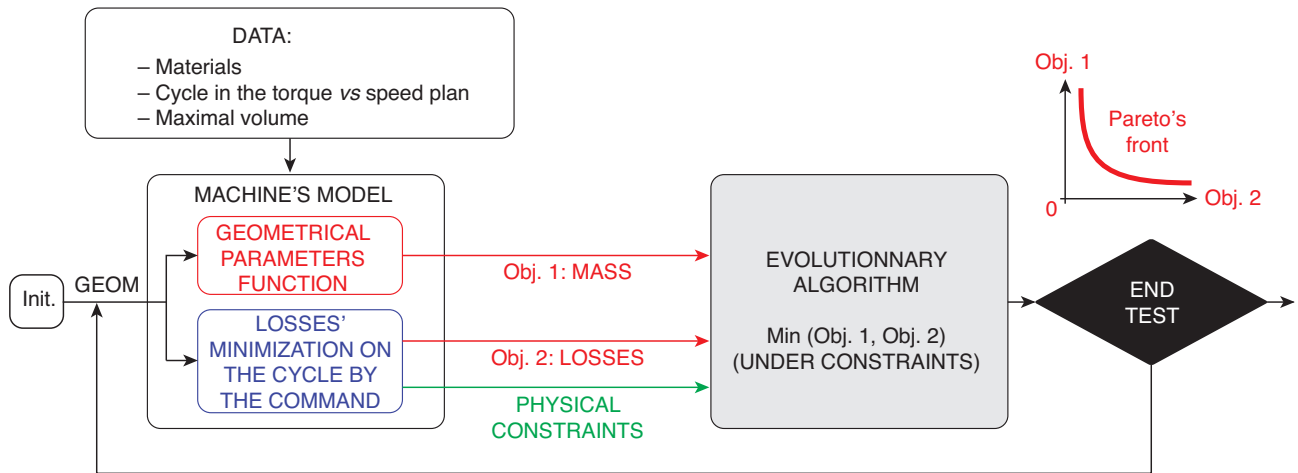 DATA:
– Materials
– Cycle in the torque vs speed plan
– Maximal volume
MACHINE'S MODEL
GEOMETRICAL
PARAMETERS
FUNCTION
LOSSES'
MINIMIZATION ON
THE CYCLE BY
THE COMMAND
Init.
GEOM
Obj. 1: MASS
Obj. 2: LOSSES
PHYSICAL
CONSTRAINTS
EVOLUTIONNARY
ALGORITHM
Min (Obj. 1, Obj. 2)
(UNDER CONSTRAINTS)
Obj. 1
Pareto's
front
0
Obj. 2
END
TEST